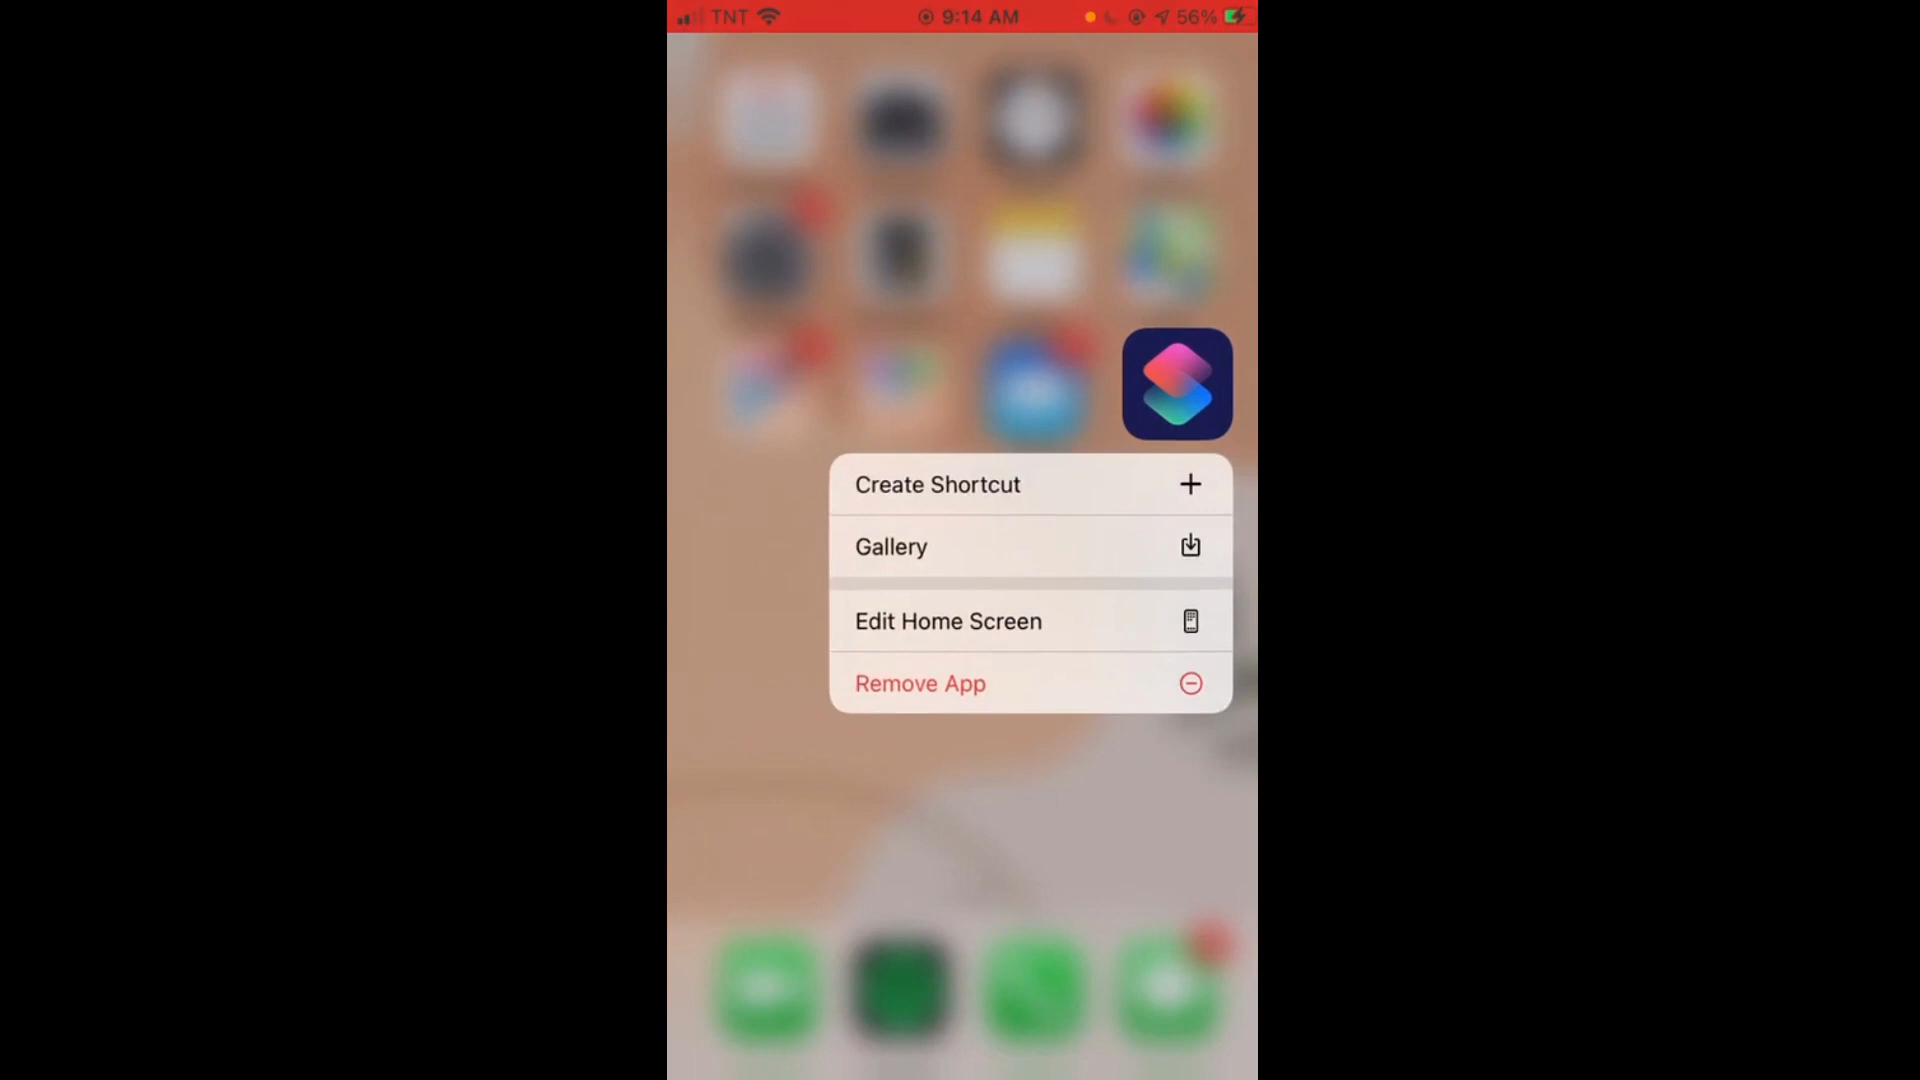 TNT 9:14 AM 56%
Create Shortcut
Gallery
Edit Home Screen
Remove App